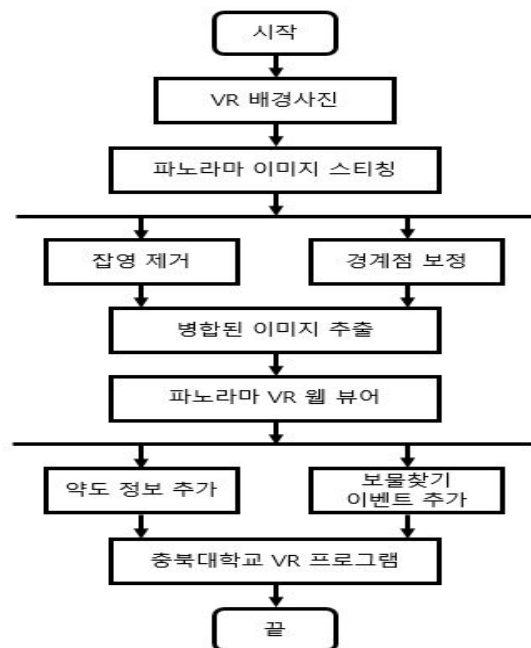 시작
VR 배경사진
파노라마 이미지 스티칭
잡영 제거
경계점 보정
병합된 이미지 추출
파노라마 VR 웹 뷰어
약도 정보 추가
보물찾기
이벤트 추가
충북대학교 VR 프로그램
끝